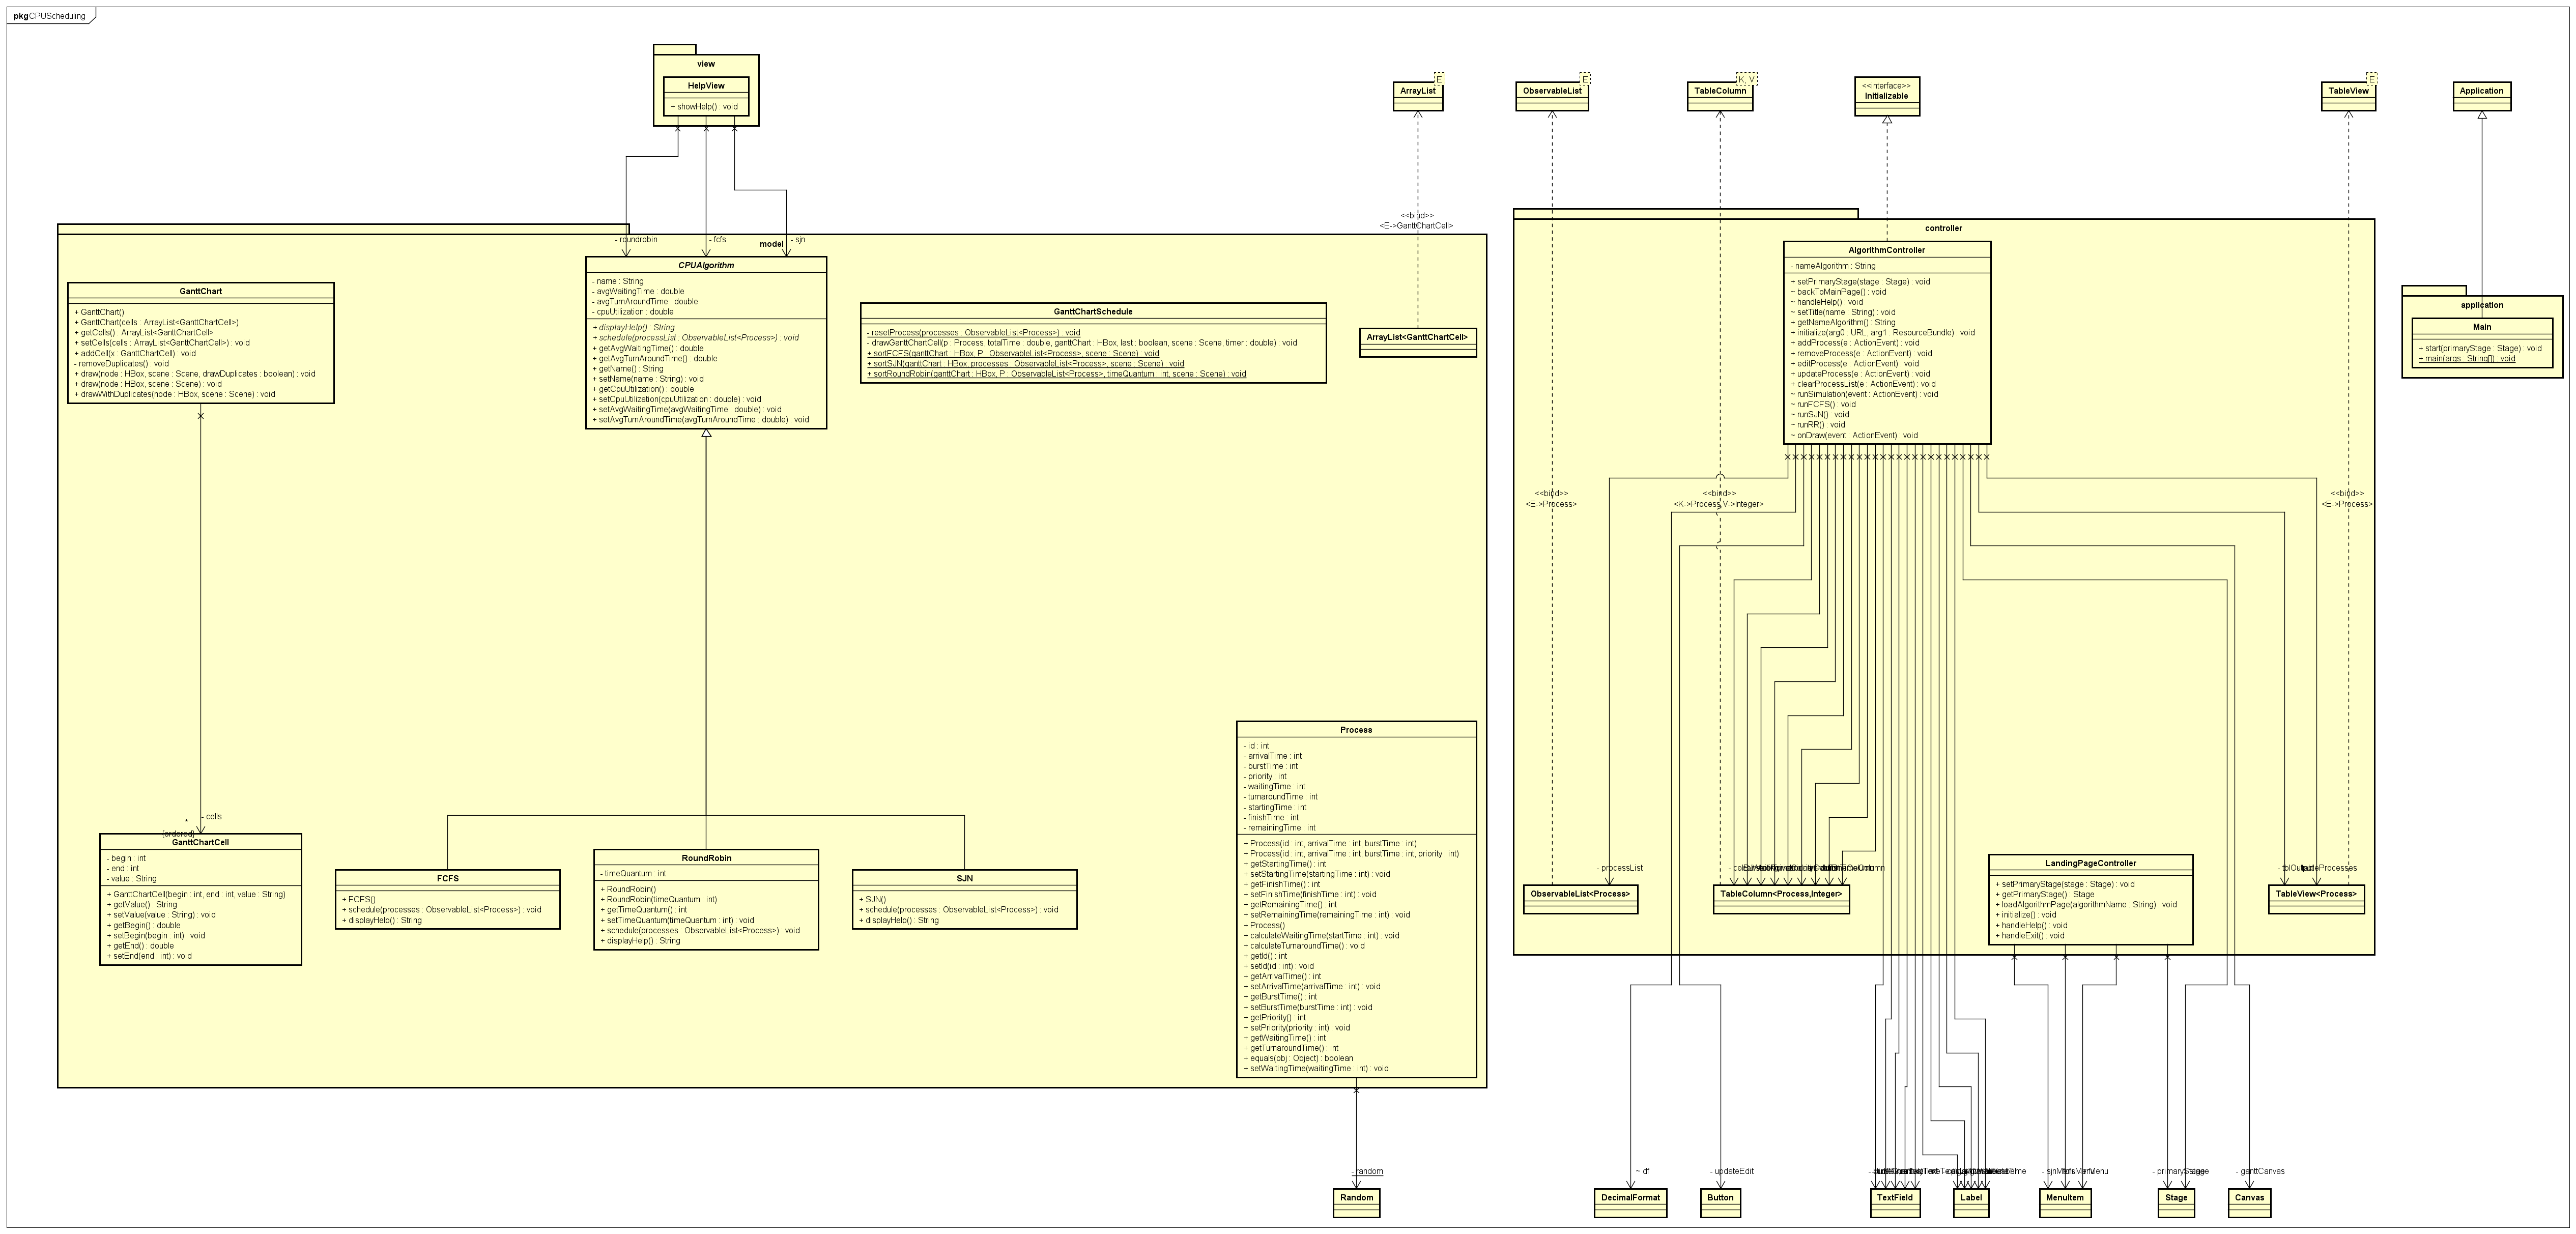 pkg CPUScheduling
view
HelpView
+ showHelp() : void
ArrayList
E
ObservableList
E
TableColumn
K, V
<<interface>>
Initializable
TableView
E
Application
- roundrobin
- fcfs
- sjn
<<bind>>
<E->GanttChartCell>
model
GanttChart
+ GanttChart()
+ GanttChart(cells : ArrayList<GanttChartCell>)
+ getCells() : ArrayList<GanttChartCell>
+ setCells(cells : ArrayList<GanttChartCell>) : void
+ addCell(x : GanttChartCell) : void
- removeDuplicates() : void
+ draw(node : HBox, scene : Scene, drawDuplicates : boolean) : void
+ draw(node : HBox, scene : Scene) : void
+ drawWithDuplicates(node : HBox, scene : Scene) : void
CPUAlgorithm
- name : String
- avgWaitingTime : double
- avgTurnAroundTime : double
- cpuUtilization : double
+ displayHelp() : String
+ schedule(processList : ObservableList<Process>) : void
+ getAvgWaitingTime() : double
+ getAvgTurnAroundTime() : double
+ getName() : String
+ setName(name : String) : void
+ getCpuUtilization() : double
+ setCpuUtilization(cpuUtilization : double) : void
+ setAvgWaitingTime(avgWaitingTime : double) : void
+ setAvgTurnAroundTime(avgTurnAroundTime : double) : void
GanttChartSchedule
- resetProcess(processes : ObservableList<Process>) : void
- drawGanttChartCell(p : Process, totalTime : double, ganttChart : HBox, last : boolean, scene : Scene, timer : double) : void
+ sortFCFS(ganttChart : HBox, P : ObservableList<Process>, scene : Scene) : void
+ sortSJN(ganttChart : HBox, processes : ObservableList<Process>, scene : Scene) : void
+ sortRoundRobin(ganttChart : HBox, P : ObservableList<Process>, timeQuantum : int, scene : Scene) : void
ArrayList<GanttChartCell>
controller
AlgorithmController
- nameAlgorithm : String
+ setPrimaryStage(stage : Stage) : void
~ backToMainPage() : void
~ handleHelp() : void
~ setTitle(name : String) : void
+ getNameAlgorithm() : String
+ initialize(arg0 : URL, arg1 : ResourceBundle) : void
+ addProcess(e : ActionEvent) : void
+ removeProcess(e : ActionEvent) : void
+ editProcess(e : ActionEvent) : void
+ updateProcess(e : ActionEvent) : void
+ clearProcessList(e : ActionEvent) : void
~ runSimulation(event : ActionEvent) : void
~ runFCFS() : void
~ runSJN() : void
~ runRR() : void
~ onDraw(event : ActionEvent) : void
application
Main
+ start(primaryStage : Stage) : void
+ main(args : String[]) : void
<<bind>>
<E->Process>
<<bind>>
<K->Process,V->Integer>
<<bind>>
<E->Process>
*
{ordered}
- cells
GanttChartCell
- begin : int
- end : int
- value : String
+ GanttChartCell(begin : int, end : int, value : String)
+ getValue() : String
+ setValue(value : String) : void
+ getBegin() : double
+ setBegin(begin : int) : void
+ getEnd() : double
+ setEnd(end : int) : void
FCFS
+ FCFS()
+ schedule(processes : ObservableList<Process>) : void
+ displayHelp() : String
RoundRobin
- timeQuantum : int
+ RoundRobin()
+ RoundRobin(timeQuantum : int)
+ getTimeQuantum() : int
+ setTimeQuantum(timeQuantum : int) : void
+ schedule(processes : ObservableList<Process>) : void
+ displayHelp() : String
SJN
+ SJN()
+ schedule(processes : ObservableList<Process>) : void
+ displayHelp() : String
Process
- id : int
- arrivalTime : int
- burstTime : int
- priority : int
- waitingTime : int
- turnaroundTime : int
- startingTime : int
- finishTime : int
- remainingTime : int
+ Process(id : int, arrivalTime : int, burstTime : int)
+ Process(id : int, arrivalTime : int, burstTime : int, priority : int)
+ getStartingTime() : int
+ setStartingTime(startingTime : int) : void
+ getFinishTime() : int
+ setFinishTime(finishTime : int) : void
+ getRemainingTime() : int
+ setRemainingTime(remainingTime : int) : void
+ Process()
+ calculateWaitingTime(startTime : int) : void
+ calculateTurnaroundTime() : void
+ getId() : int
+ setId(id : int) : void
+ getArrivalTime() : int
+ setArrivalTime(arrivalTime : int) : void
+ getBurstTime() : int
+ setBurstTime(burstTime : int) : void
+ getPriority() : int
+ setPriority(priority : int) : void
+ getWaitingTime() : int
+ getTurnaroundTime() : int
+ equals(obj : Object) : boolean
+ setWaitingTime(waitingTime : int) : void
- processList
ObservableList<Process>
TableColumn<Process,Integer>
LandingPageController
+ setPrimaryStage(stage : Stage) : void
+ getPrimaryStage() : Stage
+ loadAlgorithmPage(algorithmName : String) : void
+ initialize() : void
+ handleHelp() : void
+ handleExit() : void
TableView<Process>
- random
Random
~ df
DecimalFormat
- updateEdit
Button
TextField
Label
MenuItem
- primaryStage
Stage
- ganttCanvas
Canvas